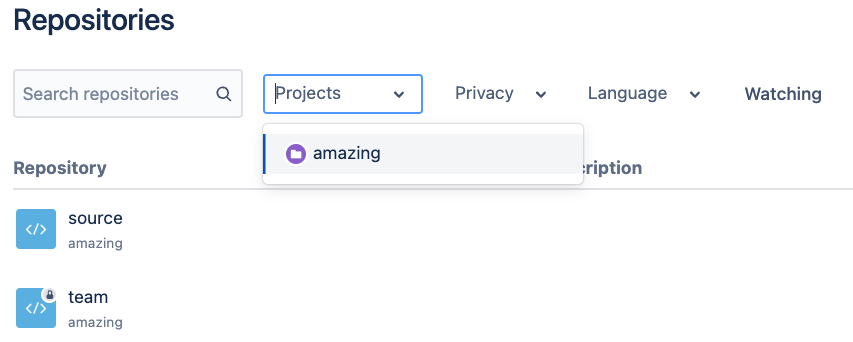 Repositories
Search repositories
Projects
Privacy
Language
Watching
amazing
Repository
cription
source
amazing
team
amazing